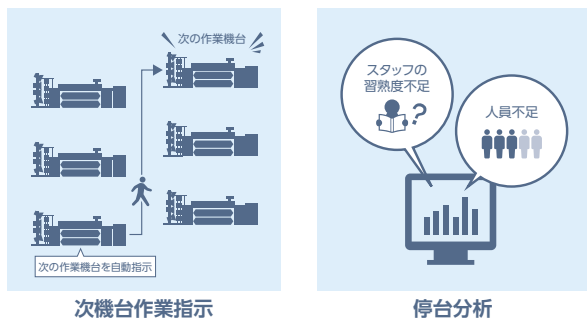 次の作業機台
次の作業機台を自動指示
次機台作業指示
スタッフの
習熟度不足
?
人員不足
停台分析